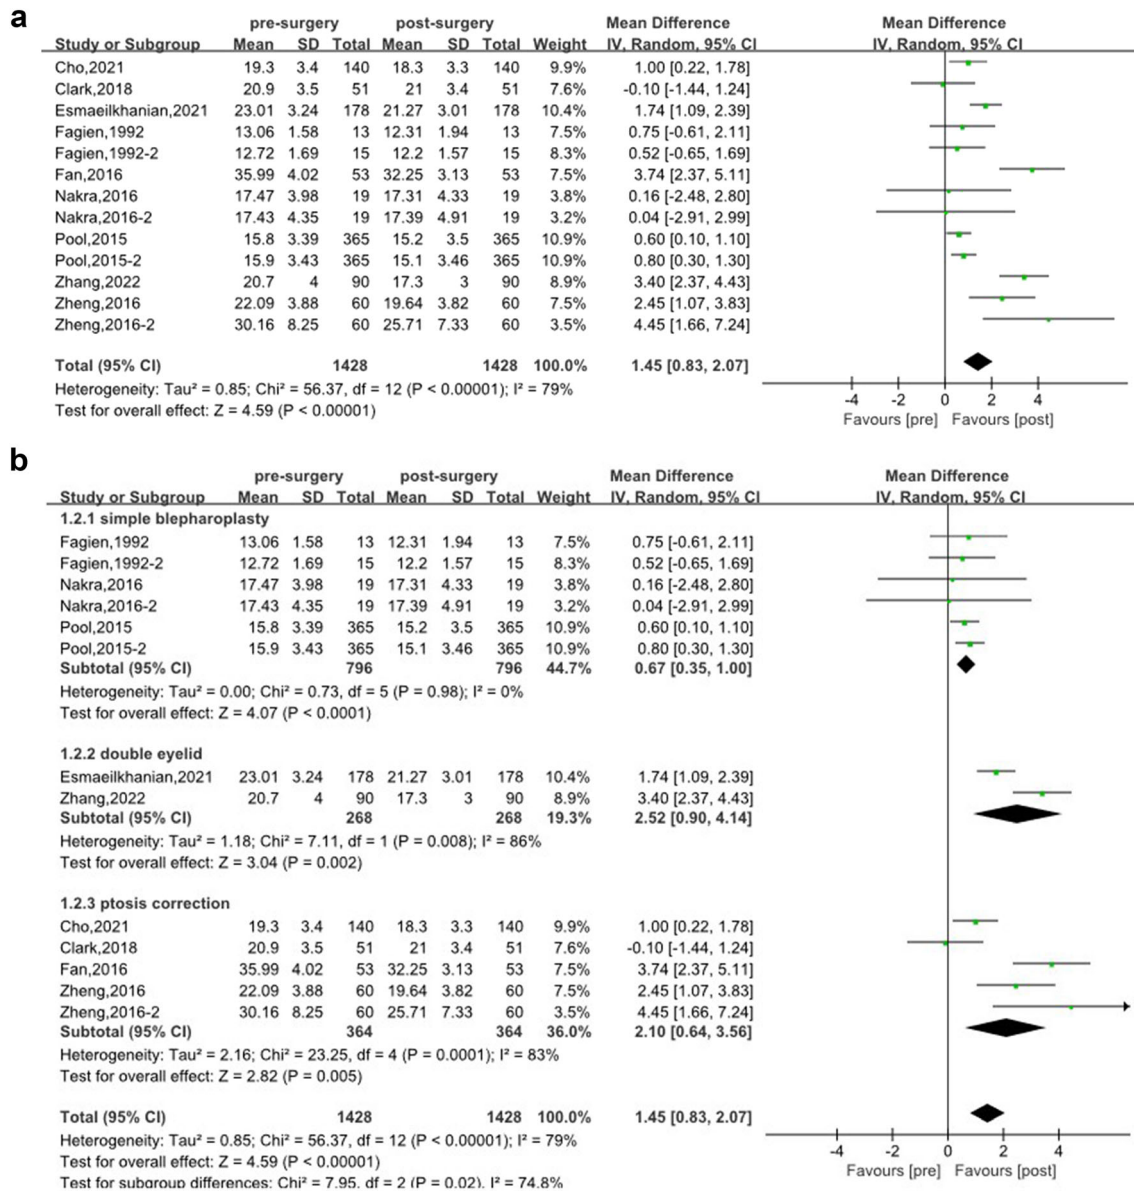 a
pre-surgery post-surgery Mean Difference Mean Difference
Study or Subgroup Mean SD Total Mean SD Total Weight IV, Random, 95% CI IV, Random, 95% CI
Cho,2021 19.3 3.4 140 18.3 3.3 140 9.9% 1.00 [0.22, 1.78]
Clark,2018 20.9 3.5 51 21 3.4 51 7.6% -0.10 [-1.44, 1.24]
Esmaeilkhanian,2021 23.01 3.24 178 21.27 3.01 178 10.4% 1.74 [1.09, 2.39]
Fagien,1992 13.06 1.58 13 12.31 1.94 13 7.5% 0.75 [-0.61, 2.11]
Fagien,1992-2 12.72 1.69 15 12.2 1.57 15 8.3% 0.52 [-0.65, 1.69]
Fan,2016 35.99 4.02 53 32.25 3.13 53 7.5% 3.74 [2.37, 5.11]
Nakra,2016 17.47 3.98 19 17.31 4.33 19 3.8% 0.16 [-2.48, 2.80]
Nakra,2016-2 17.43 4.35 19 17.39 4.91 19 3.2% 0.04 [-2.91, 2.99]
Pool,2015 15.8 3.39 365 15.2 3.5 365 10.9% 0.60 [0.10, 1.10]
Pool,2015-2 15.9 3.43 365 15.1 3.46 365 10.9% 0.80 [0.30, 1.30]
Zhang,2022 20.7 4 90 17.3 3 90 8.9% 3.40 [2.37, 4.43]
Zheng,2016 22.09 3.88 60 19.64 3.82 60 7.5% 2.45 [1.07, 3.83]
Zheng,2016-2 30.16 8.25 60 25.71 7.33 60 3.5% 4.45 [1.66, 7.24]
Total (95% CI) 1428 1428 100.0% 1.45 [0.83, 2.07]
Heterogeneity: Tau² = 0.85; Chi² = 56.37, df = 12 (P < 0.00001); I² = 79%
Test for overall effect: Z = 4.59 (P < 0.00001)
-4 -2 0 2 4
Favours [pre] Favours [post]
b
pre-surgery post-surgery Mean Difference Mean Difference
Study or Subgroup Mean SD Total Mean SD Total Weight IV, Random, 95% CI IV, Random, 95% CI
1.2.1 simple blepharoplasty
Fagien,1992 13.06 1.58 13 12.31 1.94 13 7.5% 0.75 [-0.61, 2.11]
Fagien,1992-2 12.72 1.69 15 12.2 1.57 15 8.3% 0.52 [-0.65, 1.69]
Nakra,2016 17.47 3.98 19 17.31 4.33 19 3.8% 0.16 [-2.48, 2.80]
Nakra,2016-2 17.43 4.35 19 17.39 4.91 19 3.2% 0.04 [-2.91, 2.99]
Pool,2015 15.8 3.39 365 15.2 3.5 365 10.9% 0.60 [0.10, 1.10]
Pool,2015-2 15.9 3.43 365 15.1 3.46 365 10.9% 0.80 [0.30, 1.30]
Subtotal (95% CI) 796 796 44.7% 0.67 [0.35, 1.00]
Heterogeneity: Tau² = 0.00; Chi² = 0.73, df = 5 (P = 0.98); I² = 0%
Test for overall effect: Z = 4.07 (P < 0.0001)
1.2.2 double eyelid
Esmaeilkhanian,2021 23.01 3.24 178 21.27 3.01 178 10.4% 1.74 [1.09, 2.39]
Zhang,2022 20.7 4 90 17.3 3 90 8.9% 3.40 [2.37, 4.43]
Subtotal (95% CI) 268 268 19.3% 2.52 [0.90, 4.14]
Heterogeneity: Tau² = 1.18; Chi² = 7.11, df = 1 (P = 0.008); I² = 86%
Test for overall effect: Z = 3.04 (P = 0.002)
1.2.3 ptosis correction
Cho,2021 19.3 3.4 140 18.3 3.3 140 9.9% 1.00 [0.22, 1.78]
Clark,2018 20.9 3.5 51 21 3.4 51 7.6% -0.10 [-1.44, 1.24]
Fan,2016 35.99 4.02 53 32.25 3.13 53 7.5% 3.74 [2.37, 5.11]
Zheng,2016 22.09 3.88 60 19.64 3.82 60 7.5% 2.45 [1.07, 3.83]
Zheng,2016-2 30.16 8.25 60 25.71 7.33 60 3.5% 4.45 [1.66, 7.24]
Subtotal (95% CI) 364 364 36.0% 2.10 [0.64, 3.56]
Heterogeneity: Tau² = 2.16; Chi² = 23.25, df = 4 (P = 0.0001); I² = 83%
Test for overall effect: Z = 2.82 (P = 0.005)
Total (95% CI) 1428 1428 100.0% 1.45 [0.83, 2.07]
Heterogeneity: Tau² = 0.85; Chi² = 56.37, df = 12 (P < 0.00001); I² = 79%
Test for overall effect: Z = 4.59 (P < 0.00001)
Test for subgroup differences: Chi² = 7.95, df = 2 (P = 0.02), I² = 74.8%
-4 -2 0 2 4
Favours [pre] Favours [post]